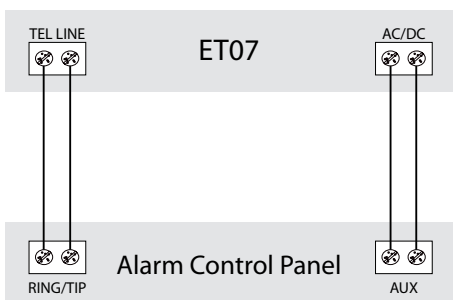 TEL LINE
ET07
AC/DC
RING/TIP
Alarm Control Panel
AUX